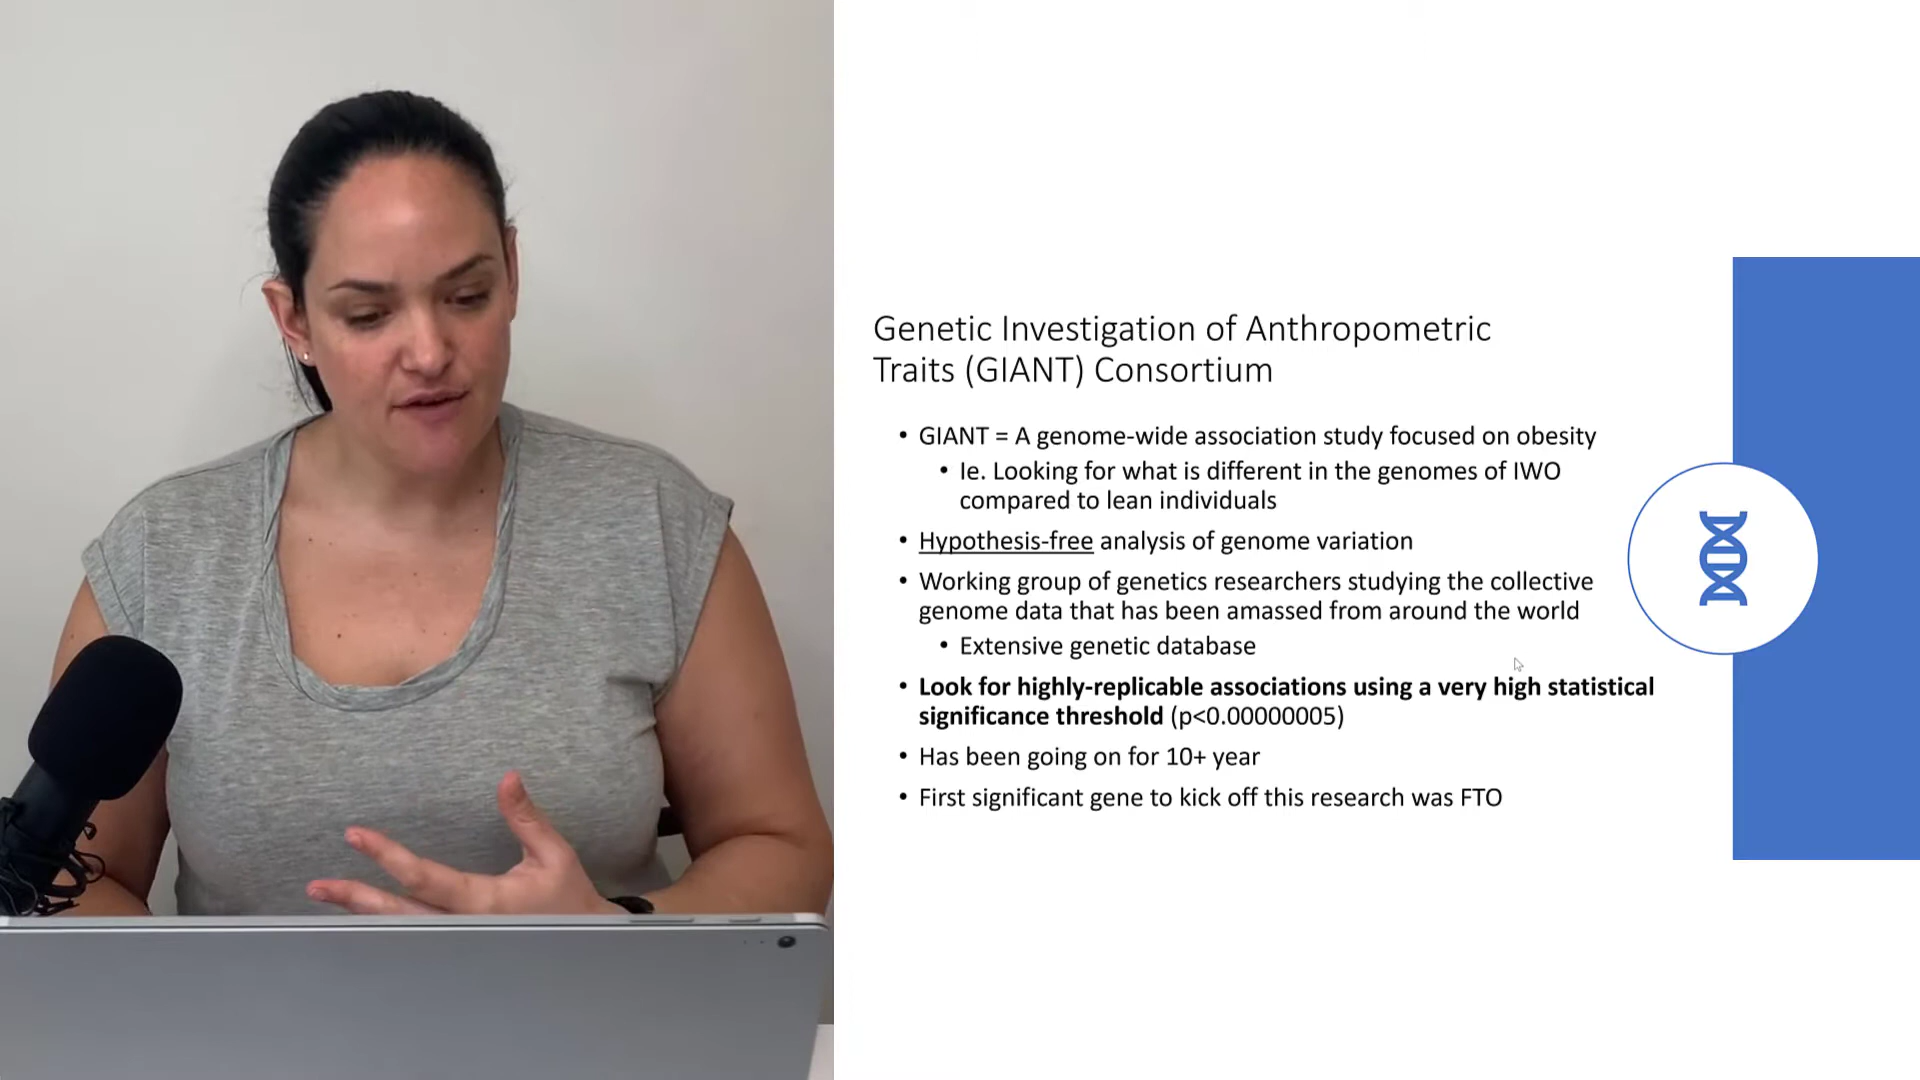 Genetic Investigation of Anthropometric
Traits (GIANT) Consortium
• GIANT = A genome-wide association study focused on obesity
• Ie. Looking for what is different in the genomes of IWO
compared to lean individuals
• Hypothesis-free analysis of genome variation
• Working group of genetics researchers studying the collective
genome data that has been amassed from around the world
• Extensive genetic database
• Look for highly-replicable associations using a very high statistical
significance threshold (p<0.00000005)
• Has been going on for 10+ year
• First significant gene to kick off this research was FTO